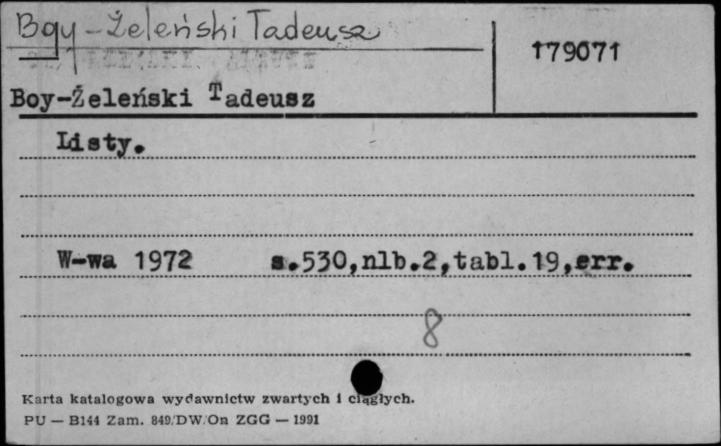 Boy-Żeleński Tadeusz
179071
Boy-Żeleński Tadeusz
Listy.
W-wa 1972 s.530,nlb.2,tabl.19,err.
8
Karta katalogowa wydawnictw zwartych i ciągłych.
PU — B144 Zam. 849/DW/On ZGG — 1991